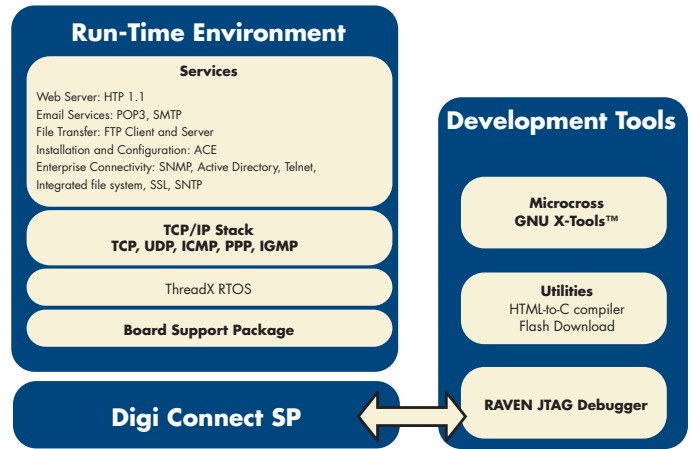 Run-Time Environment
Services
Web Server: HTP 1.1
Email Services: POP3, SMTP
File Transfer: FTP Client and Server
Installation and Configuration: ACE
Enterprise Connectivity: SNMP, Active Directory, Telnet,
Integrated file system, SSL, SNTP
TCP/IP Stack
TCP, UDP, ICMP, PPP, IGMP
ThreadX RTOS
Board Support Package
Digi Connect SP
Development Tools
Microcross
GNU X-Tools™
Utilities
HTML-to-C compiler
Flash Download
RAVEN JTAG Debugger